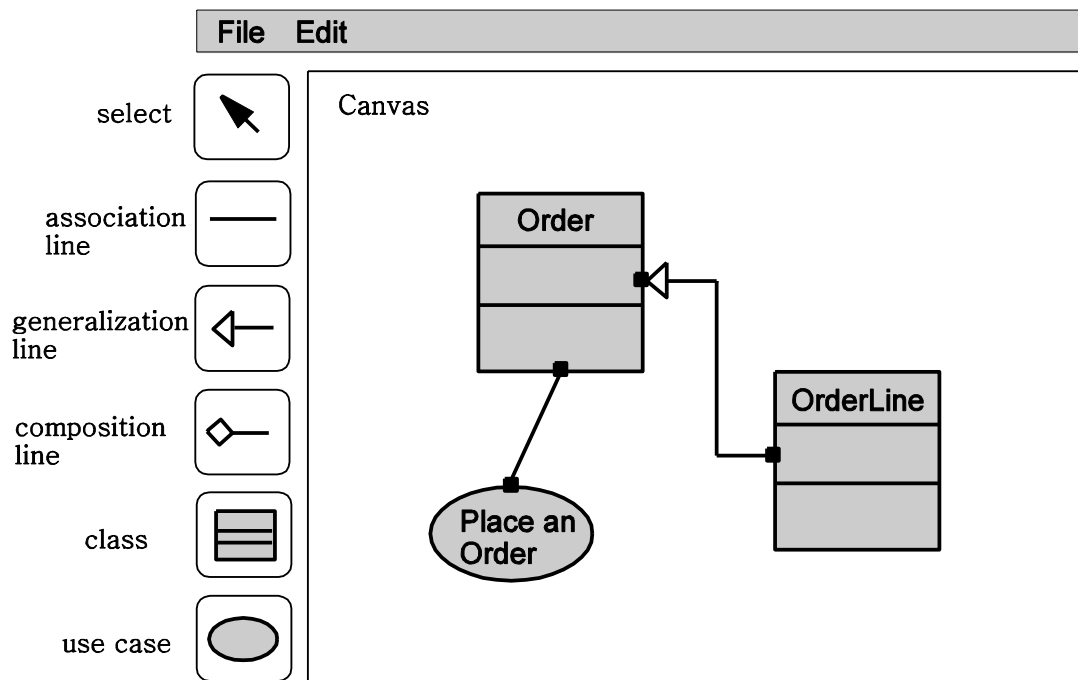 File Edit
select
Canvas
association
line
generalization
line
composition
line
class
use case
Order
OrderLine
Place an
Order